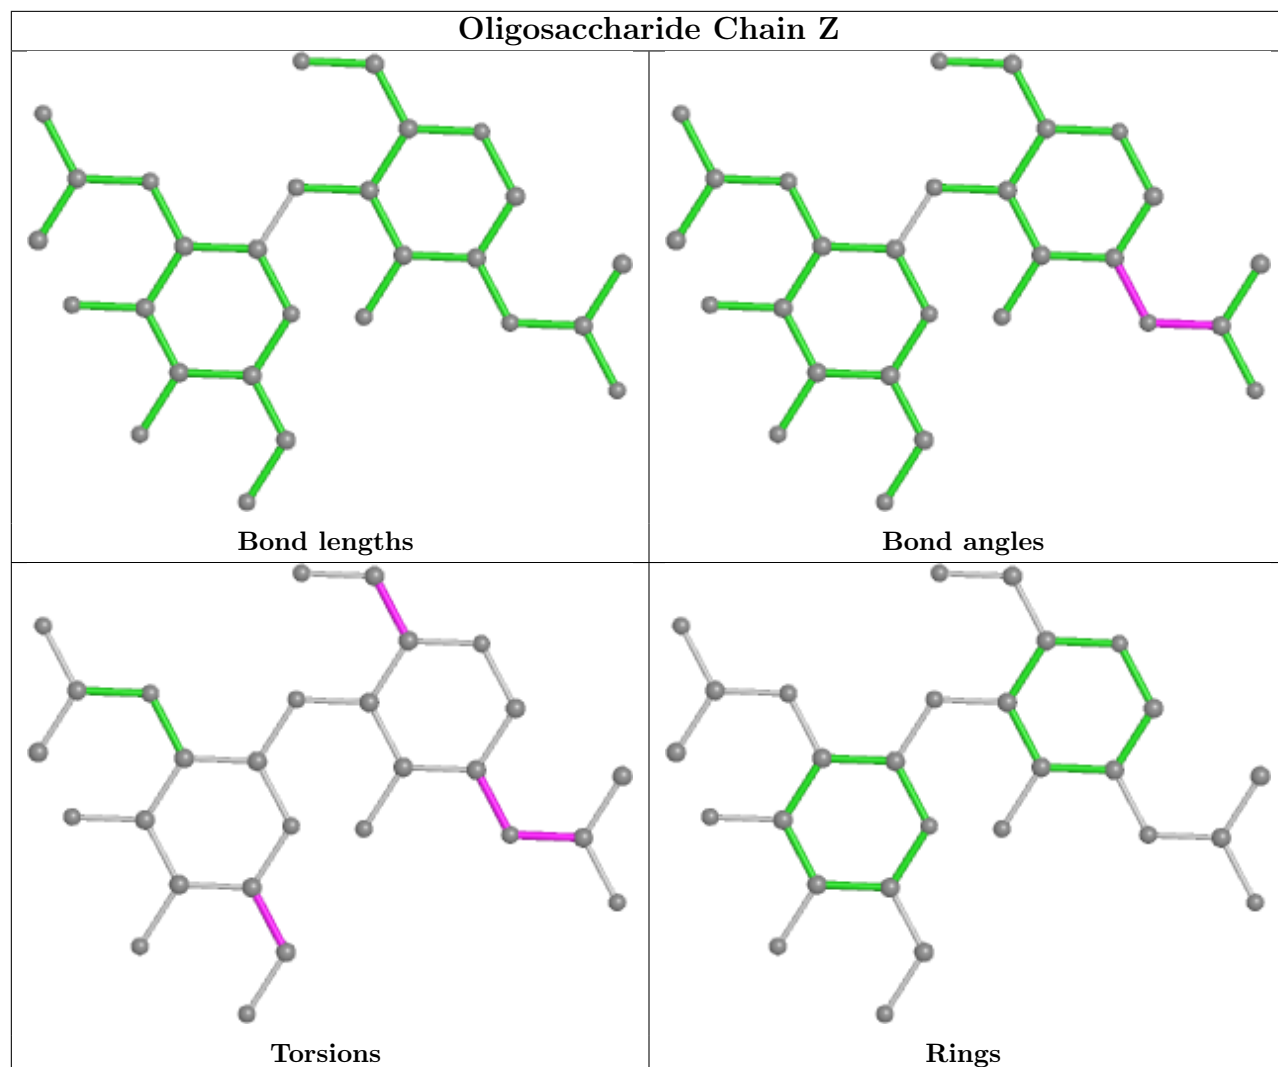 Oligosaccharide Chain Z
Bond lengths
Bond angles
Torsions
Rings